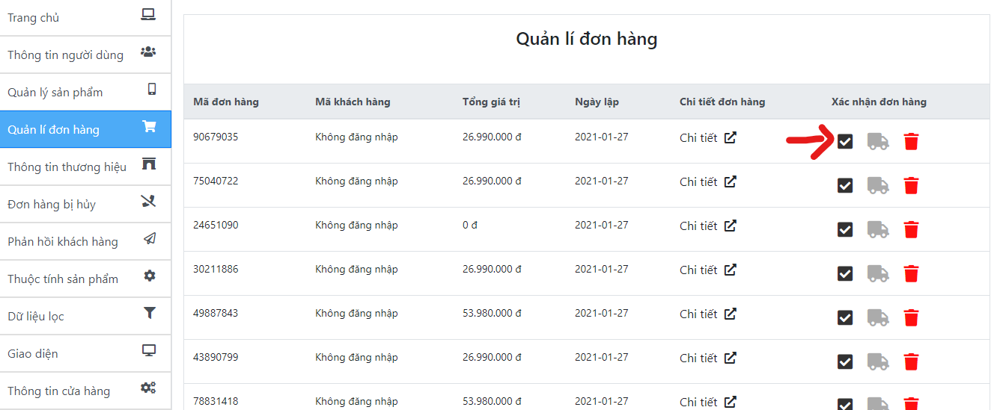 Trang chủ
Thông tin người dùng
Quản lý sản phẩm
Quản lí đơn hàng
Thông tin thương hiệu
Đơn hàng bị hủy
Phản hồi khách hàng
Thuộc tính sản phẩm
Dữ liệu lọc
Giao diện
Thông tin cửa hàng
Quản lí đơn hàng
Mã đơn hàng Mã khách hàng Tổng giá trị Ngày lập Chi tiết đơn hàng Xác nhận đơn hàng
90679035 Không đăng nhập 26.990.000 đ 2021-01-27 Chi tiết
75040722 Không đăng nhập 26.990.000 đ 2021-01-27 Chi tiết
24651090 Không đăng nhập 0 đ 2021-01-27 Chi tiết
30211886 Không đăng nhập 26.990.000 đ 2021-01-27 Chi tiết
49887843 Không đăng nhập 53.980.000 đ 2021-01-27 Chi tiết
43890799 Không đăng nhập 26.990.000 đ 2021-01-27 Chi tiết
78831418 Không đăng nhập 53.980.000 đ 2021-01-27 Chi tiết